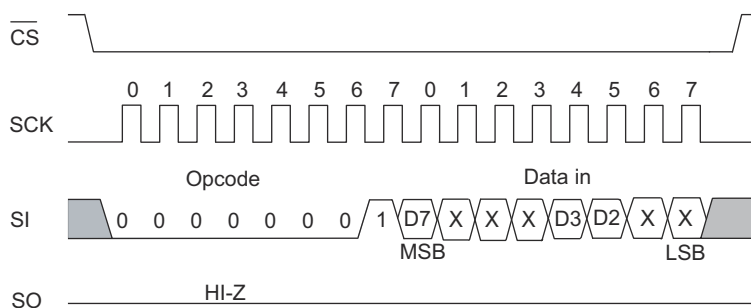 CS
0 1 2 3 4 5 6 7 0 1 2 3 4 5 6 7
SCK
Opcode Data in
SI 0 0 0 0 0 0 0 1 D7 X X X D3 D2 X X
MSB LSB
HI-Z
SO